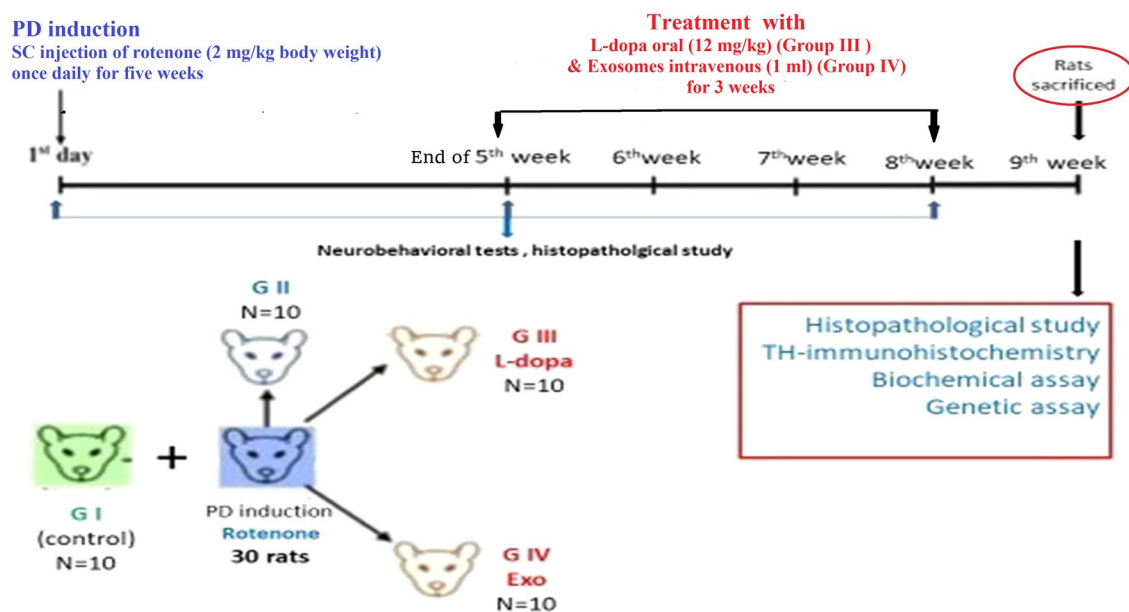 PD induction
SC injection of rotenone (2 mg/kg body weight)
once daily for five weeks
Treatment with
L-dopa oral (12 mg/kg) (Group III )
& Exosomes intravenous (1 ml) (Group IV)
for 3 weeks
Rats
sacrificed
1st day
End of 5th week
6thweek
7thweek
8thweek
9th week
Neurobehavioral tests , histopatholgical study
G II
N=10
G III
L-dopa
N=10
Histopathological study
TH-immunohistochemistry
Biochemical assay
Genetic assay
+
G I
(control)
N=10
PD induction
Rotenone
30 rats
G IV
Exo
N=10